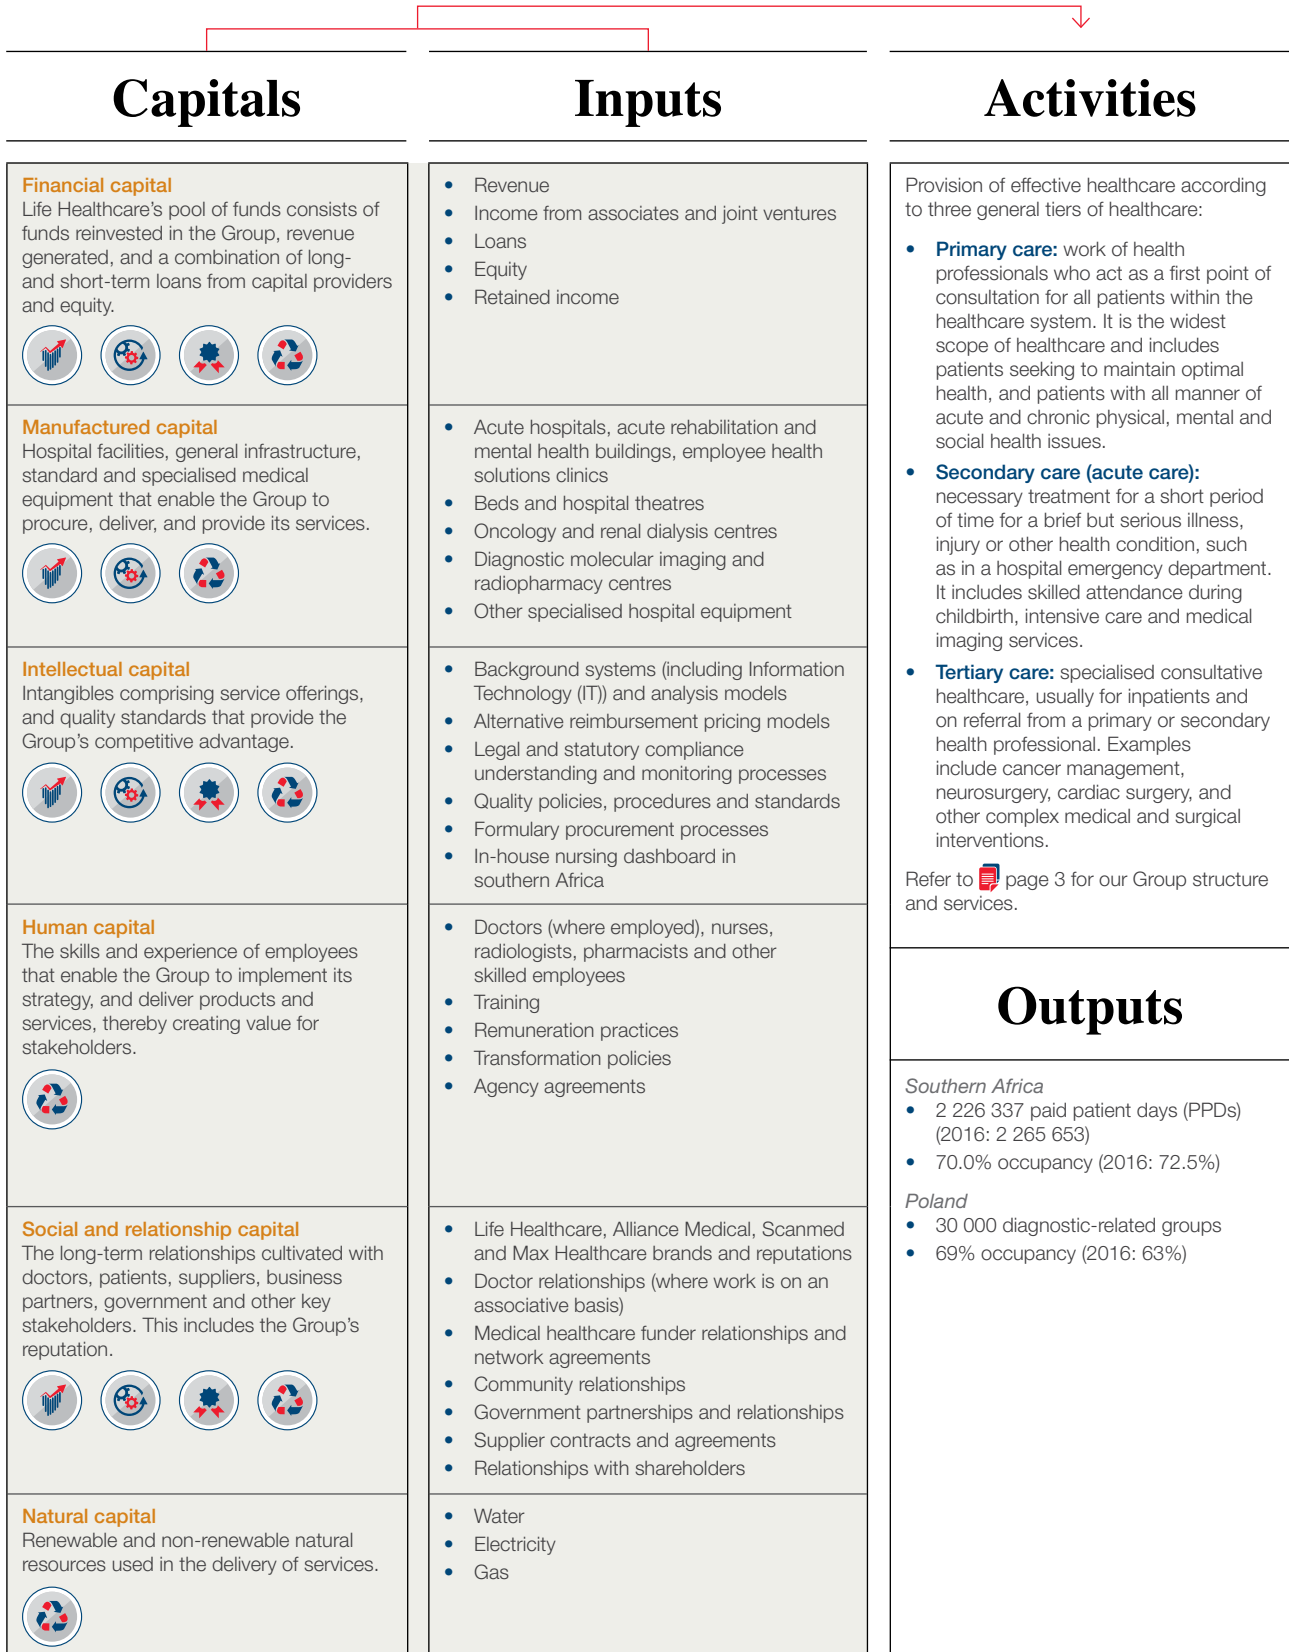 Capitals
Inputs
Activities
Financial capital
Life Healthcare's pool of funds consists of
funds reinvested in the Group, revenue
generated, and a combination of long-
and short-term loans from capital providers
and equity.
• Revenue
• Income from associates and joint ventures
• Loans
• Equity
• Retained income
Manufactured capital
Hospital facilities, general infrastructure,
standard and specialised medical
equipment that enable the Group to
procure, deliver, and provide its services.
• Acute hospitals, acute rehabilitation and
mental health buildings, employee health
solutions clinics
• Beds and hospital theatres
• Oncology and renal dialysis centres
• Diagnostic molecular imaging and
radiopharmacy centres
• Other specialised hospital equipment
Intellectual capital
Intangibles comprising service offerings,
and quality standards that provide the
Group's competitive advantage.
• Background systems (including Information
Technology (IT)) and analysis models
• Alternative reimbursement pricing models
• Legal and statutory compliance
understanding and monitoring processes
• Quality policies, procedures and standards
• Formulary procurement processes
• In-house nursing dashboard in
southern Africa
Human capital
The skills and experience of employees
that enable the Group to implement its
strategy, and deliver products and
services, thereby creating value for
stakeholders.
• Doctors (where employed), nurses,
radiologists, pharmacists and other
skilled employees
• Training
• Remuneration practices
• Transformation policies
• Agency agreements
Social and relationship capital
The long-term relationships cultivated with
doctors, patients, suppliers, business
partners, government and other key
stakeholders. This includes the Group's
reputation.
• Life Healthcare, Alliance Medical, Scanmed
and Max Healthcare brands and reputations
• Doctor relationships (where work is on an
associative basis)
• Medical healthcare funder relationships and
network agreements
• Community relationships
• Government partnerships and relationships
• Supplier contracts and agreements
• Relationships with shareholders
Natural capital
Renewable and non-renewable natural
resources used in the delivery of services.
• Water
• Electricity
• Gas
Provision of effective healthcare according
to three general tiers of healthcare:
• Primary care: work of health
professionals who act as a first point of
consultation for all patients within the
healthcare system. It is the widest
scope of healthcare and includes
patients seeking to maintain optimal
health, and patients with all manner of
acute and chronic physical, mental and
social health issues.
• Secondary care (acute care):
necessary treatment for a short period
of time for a brief but serious illness,
injury or other health condition, such
as in a hospital emergency department.
It includes skilled attendance during
childbirth, intensive care and medical
imaging services.
• Tertiary care: specialised consultative
healthcare, usually for inpatients and
on referral from a primary or secondary
health professional. Examples
include cancer management,
neurosurgery, cardiac surgery, and
other complex medical and surgical
interventions.
Refer to page 3 for our Group structure
and services.
Outputs
Southern Africa
• 2 226 337 paid patient days (PPDs)
(2016: 2 265 653)
• 70.0% occupancy (2016: 72.5%)
Poland
• 30 000 diagnostic-related groups
• 69% occupancy (2016: 63%)